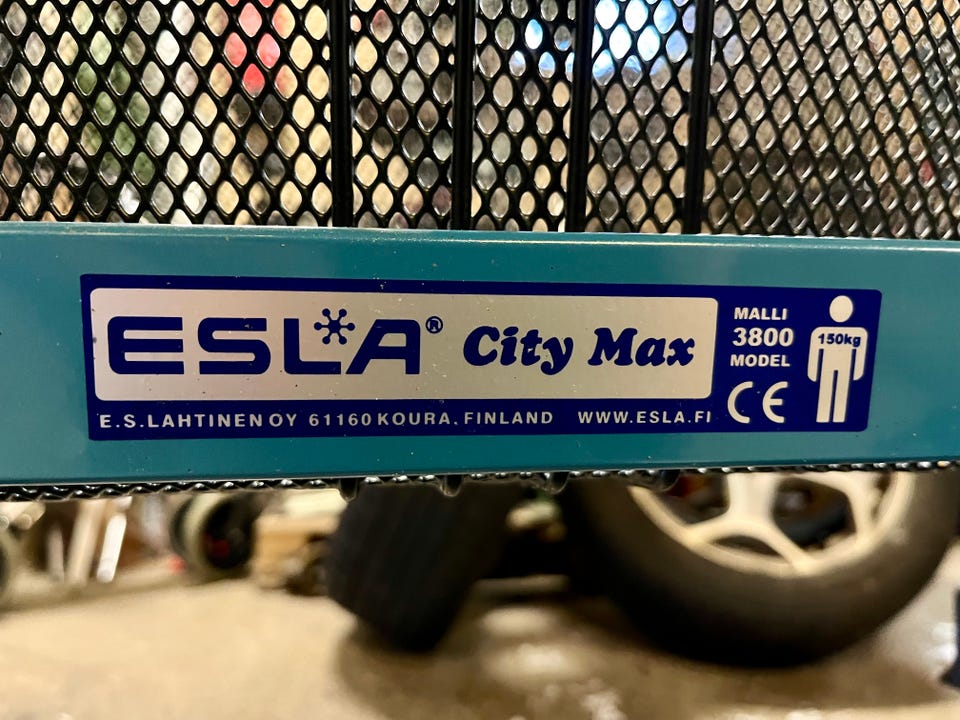 ESLA® City Max
E.S.LAHTINEN OY 61160 KOURA, FINLAND WWW.ESLA.FI
MALLI
3800
MODEL
CE
150kg